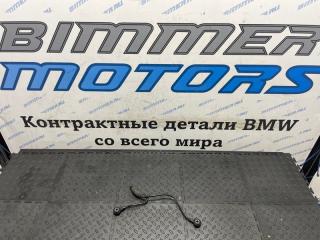 BIMMER
MOTORS
Контрактные детали BMW
со всего мира